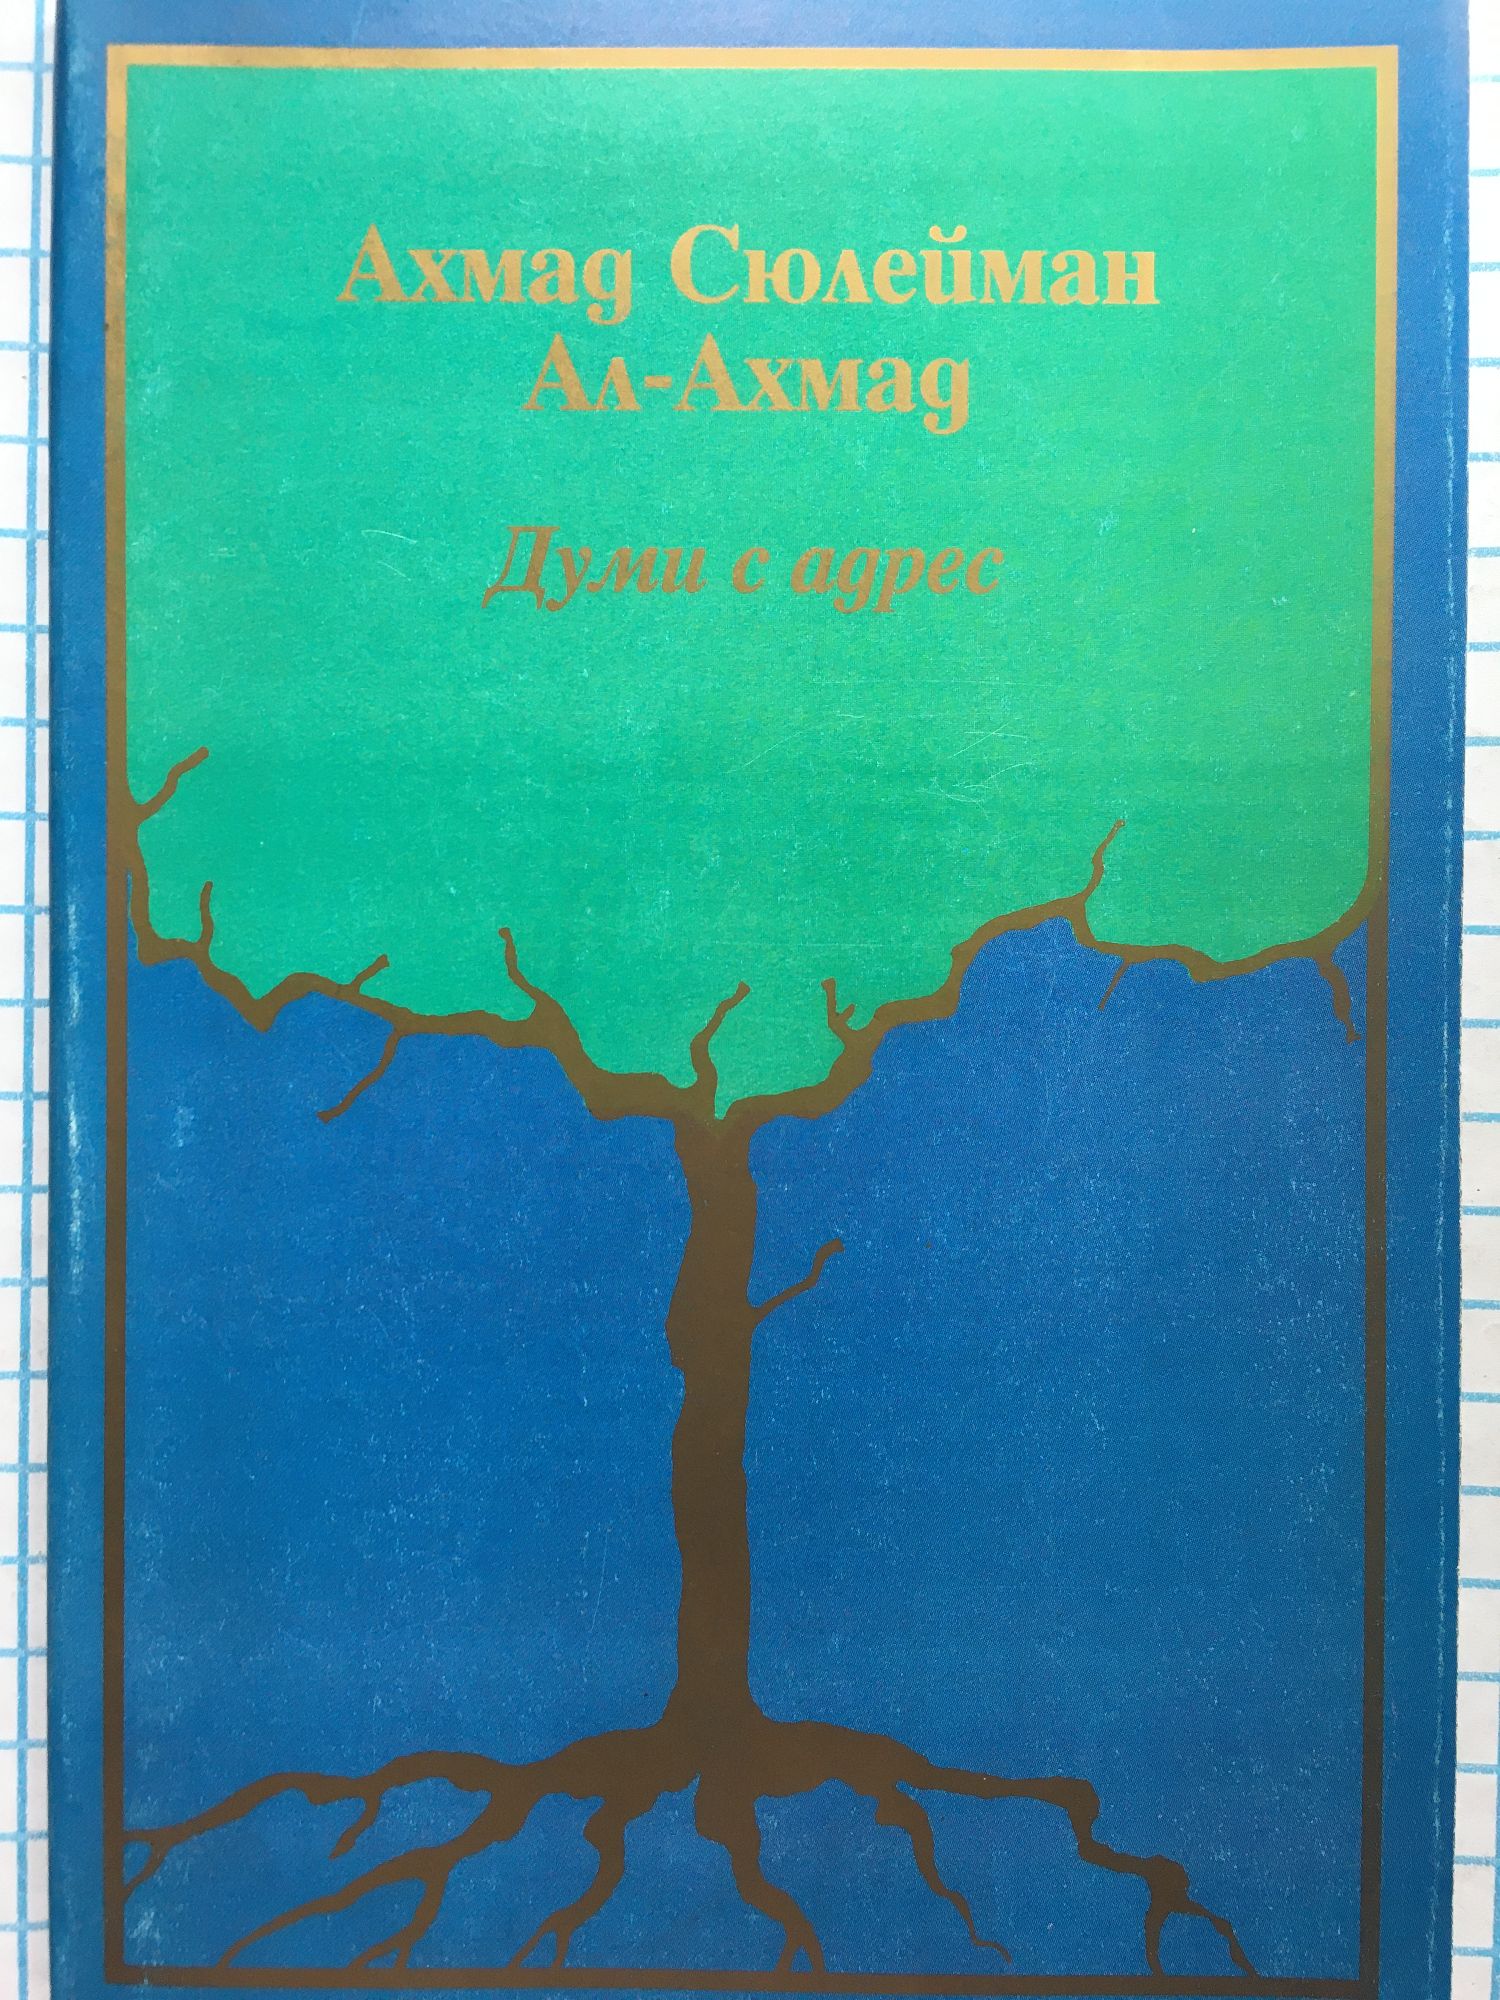 Ахмад Сюлейман
Ал-Ахмад
Думи с адрес